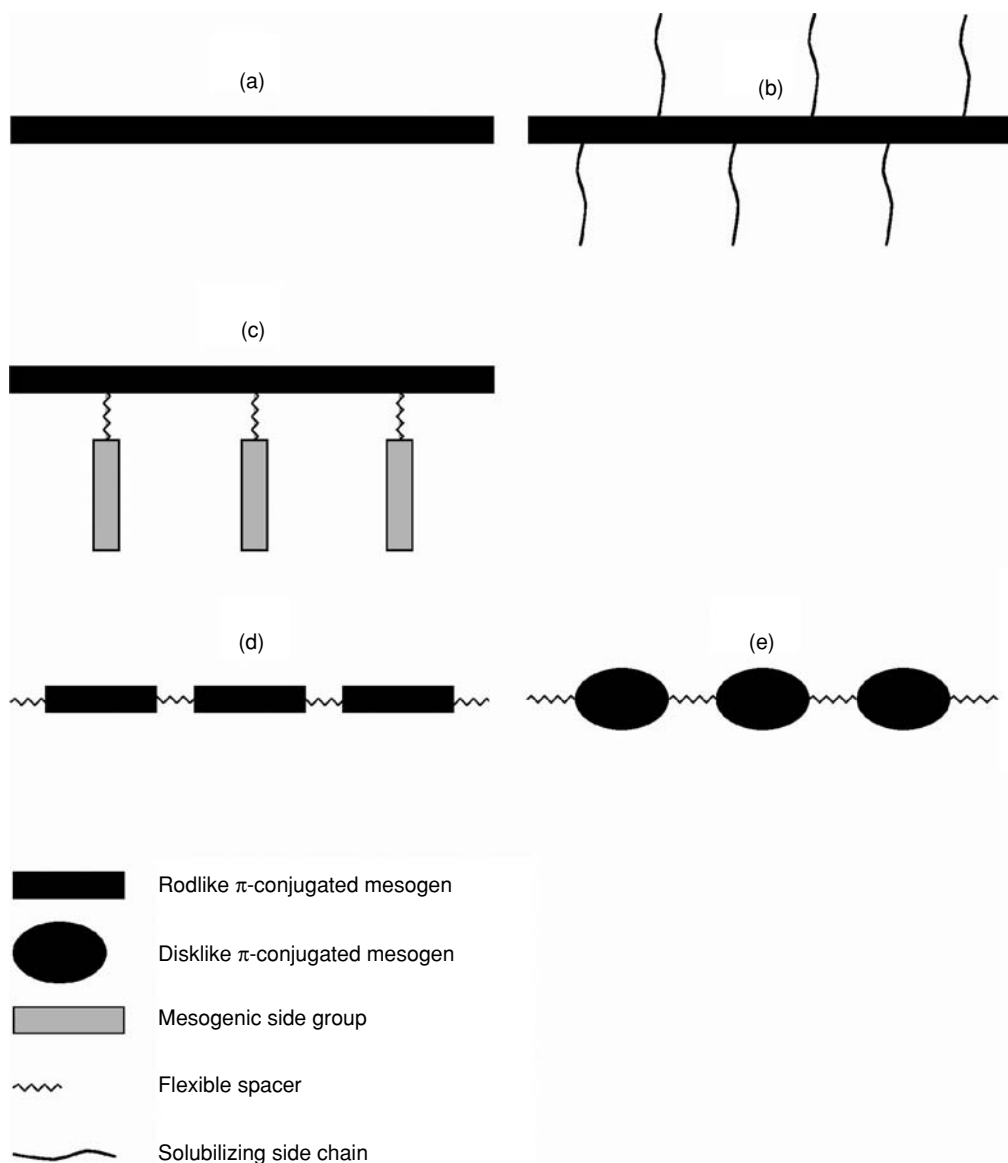 (a)
(b)
(c)
(d)
(e)
Rodlike π-conjugated mesogen
Disklike π-conjugated mesogen
Mesogenic side group
Flexible spacer
Solubilizing side chain